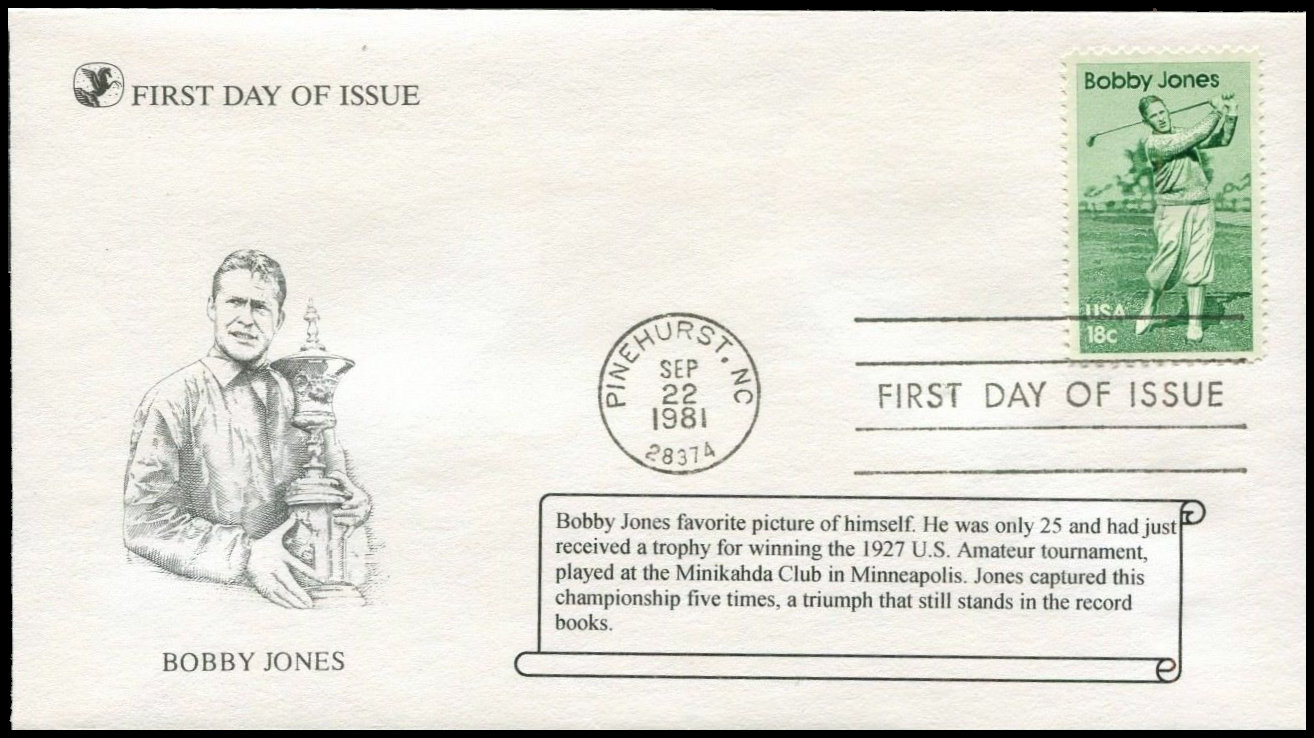 FIRST DAY OF ISSUE
Bobby Jones
USA
18c
PINEHURST, NC
SEP
22
1981
28374
FIRST DAY OF ISSUE
Bobby Jones favorite picture of himself. He was only 25 and had just
received a trophy for winning the 1927 U.S. Amateur tournament,
played at the Minikahda Club in Minneapolis. Jones captured this
championship five times, a triumph that still stands in the record
books.
BOBBY JONES